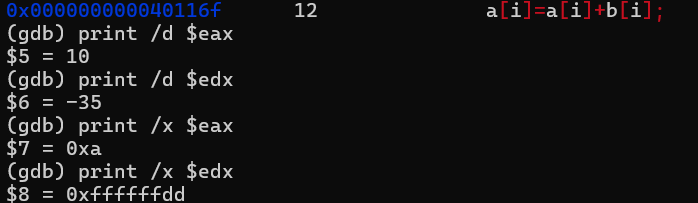 0x000000000040116f 12 a[i]=a[i]+b[i];
(gdb) print /d $eax
$5 = 10
(gdb) print /d $edx
$6 = -35
(gdb) print /x $eax
$7 = 0xa
(gdb) print /x $edx
$8 = 0xffffffdd